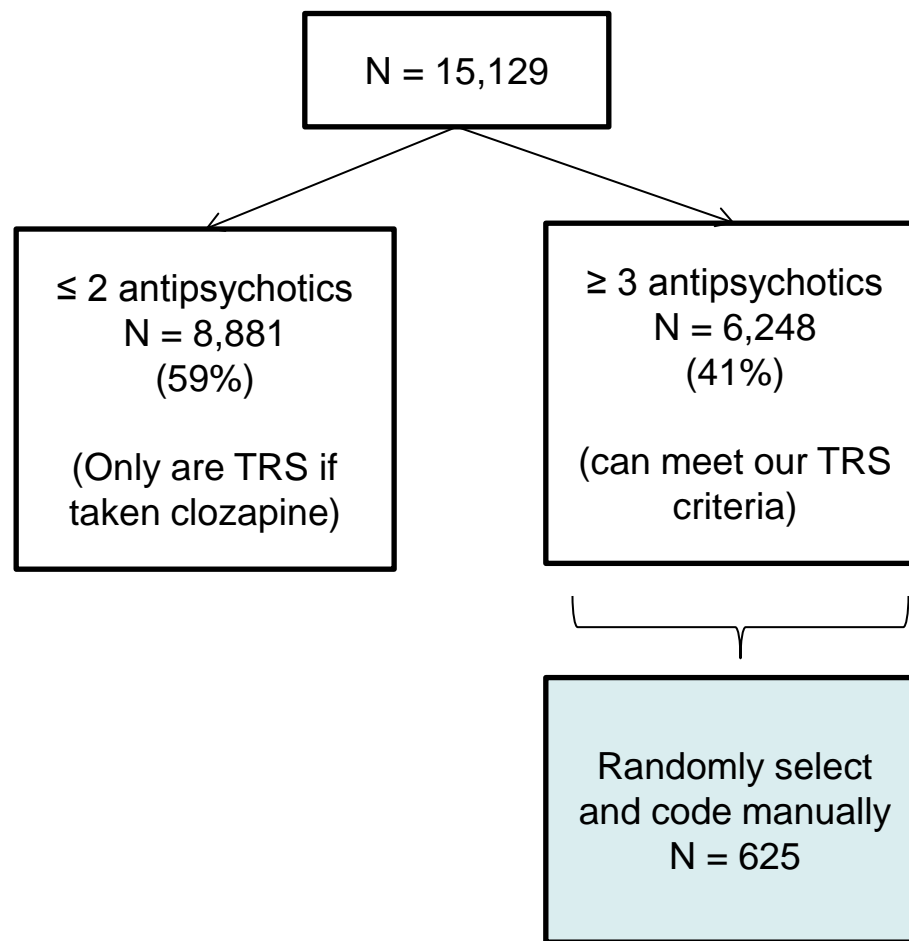 N = 15,129
≤ 2 antipsychotics
N = 8,881
(59%)
(Only are TRS if
taken clozapine)
≥ 3 antipsychotics
N = 6,248
(41%)
(can meet our TRS
criteria)
Randomly select
and code manually
N = 625